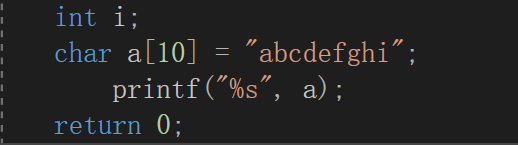 int i;
char a[10] = "abcdefghi";
printf("%s", a);
return 0;